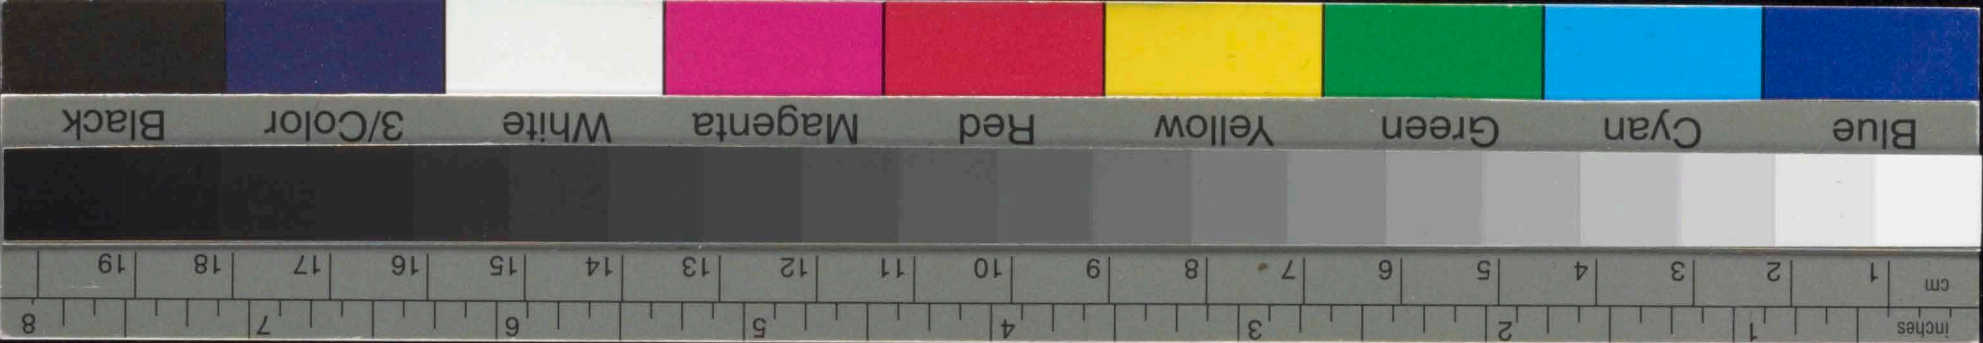 inches 1 2 3 4 5 6 7 8
cm 1 2 3 4 5 6 7 8 9 10 11 12 13 14 15 16 17 18 19
Blue Cyan Green Yellow Red Magenta White 3/Color Black